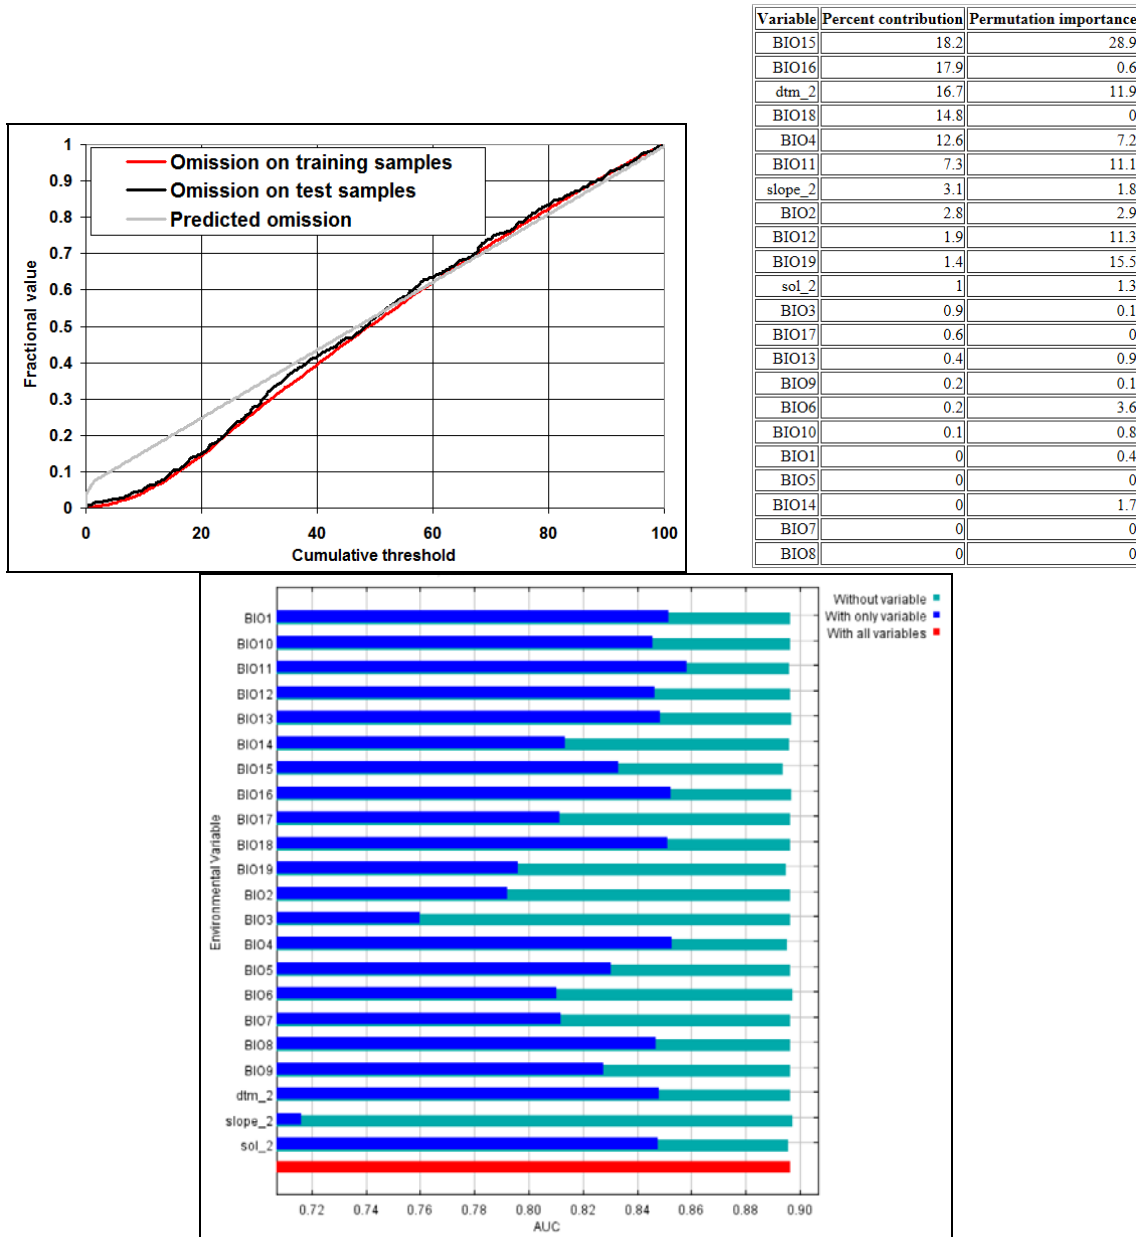 Variable Percent contribution Permutation importance
BIO15 18.2 28.9
BIO16 17.9 0.6
dtm_2 16.7 11.9
BIO18 14.8 0
BIO4 12.6 7.2
BIO11 7.3 11.1
slope_2 3.1 1.8
BIO2 2.8 2.9
BIO12 1.9 11.3
BIO19 1.4 15.5
sol_2 1 1.3
BIO3 0.9 0.1
BIO17 0.6 0
BIO13 0.4 0.9
BIO9 0.2 0.1
BIO6 0.2 3.6
BIO10 0.1 0.8
BIO1 0 0.4
BIO5 0 0
BIO14 0 1.7
BIO7 0 0
BIO8 0 0
Omission on training samples
Omission on test samples
Predicted omission
Fractional value
1
0.9
0.8
0.7
0.6
0.5
0.4
0.3
0.2
0.1
0
0 20 40 60 80 100
Cumulative threshold
Without variable
With only variable
With all variables
Environmental Variable
BIO1
BIO10
BIO11
BIO12
BIO13
BIO14
BIO15
BIO16
BIO17
BIO18
BIO19
BIO2
BIO3
BIO4
BIO5
BIO6
BIO7
BIO8
BIO9
dtm_2
slope_2
sol_2
0.72 0.74 0.76 0.78 0.80 0.82 0.84 0.86 0.88 0.90
AUC